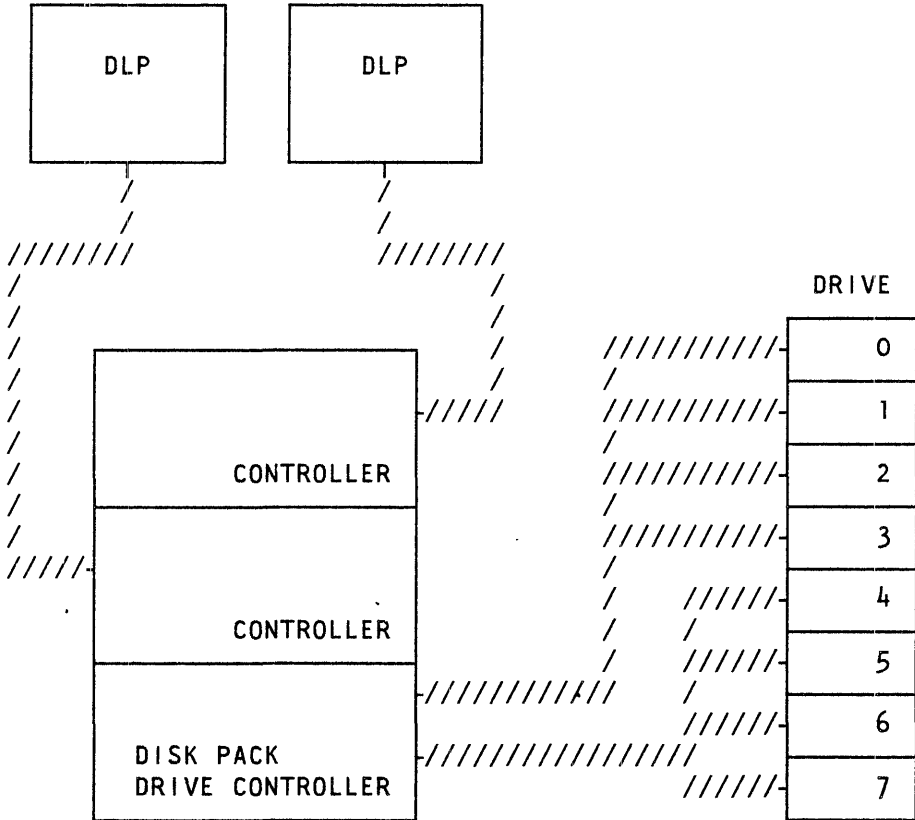 DLP
DLP
DRIVE
0
1
2
3
4
5
6
7
CONTROLLER
CONTROLLER
DISK PACK
DRIVE CONTROLLER